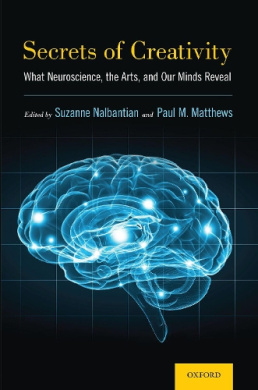 Secrets of Creativity
What Neuroscience, the Arts, and Our Minds Reveal
Edited by Suzanne Nalbantian and Paul M. Matthews
OXFORD